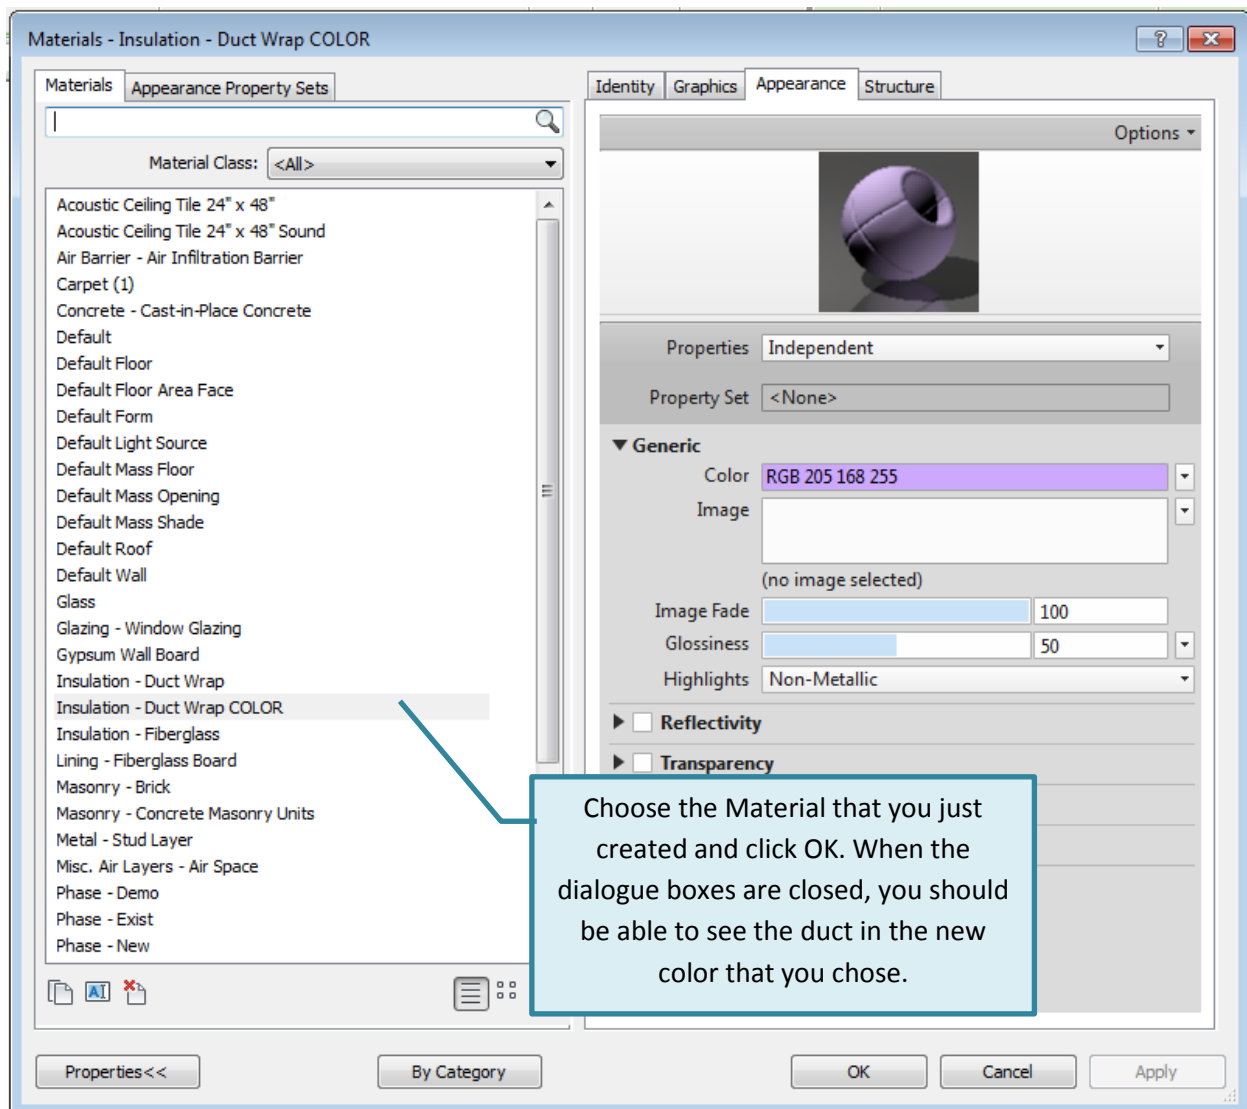 Materials - Insulation - Duct Wrap COLOR
Materials
Appearance Property Sets
Material Class: <All>
Acoustic Ceiling Tile 24" x 48"
Acoustic Ceiling Tile 24" x 48" Sound
Air Barrier - Air Infiltration Barrier
Carpet (1)
Concrete - Cast-in-Place Concrete
Default
Default Floor
Default Floor Area Face
Default Form
Default Light Source
Default Mass Floor
Default Mass Opening
Default Mass Shade
Default Roof
Default Wall
Glass
Glazing - Window Glazing
Gypsum Wall Board
Insulation - Duct Wrap
Insulation - Duct Wrap COLOR
Insulation - Fiberglass
Lining - Fiberglass Board
Masonry - Brick
Masonry - Concrete Masonry Units
Metal - Stud Layer
Misc. Air Layers - Air Space
Phase - Demo
Phase - Exist
Phase - New
AI
Identity Graphics Appearance Structure
Options
Properties Independent
Property Set <None>
Generic
Color RGB 205 168 255
Image
(no image selected)
Image Fade 100
Glossiness 50
Highlights Non-Metallic
Reflectivity
Transparency
Choose the Material that you just
created and click OK. When the
dialogue boxes are closed, you should
be able to see the duct in the new
color that you chose.
Properties<<
By Category
OK
Cancel
Apply